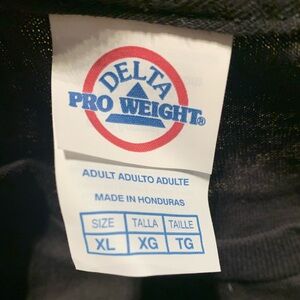 DELTA
PRO WEIGHT®
ADULT ADULTO ADULTE
MADE IN HONDURAS
SIZE TALLA TAILLE
XL XG TG